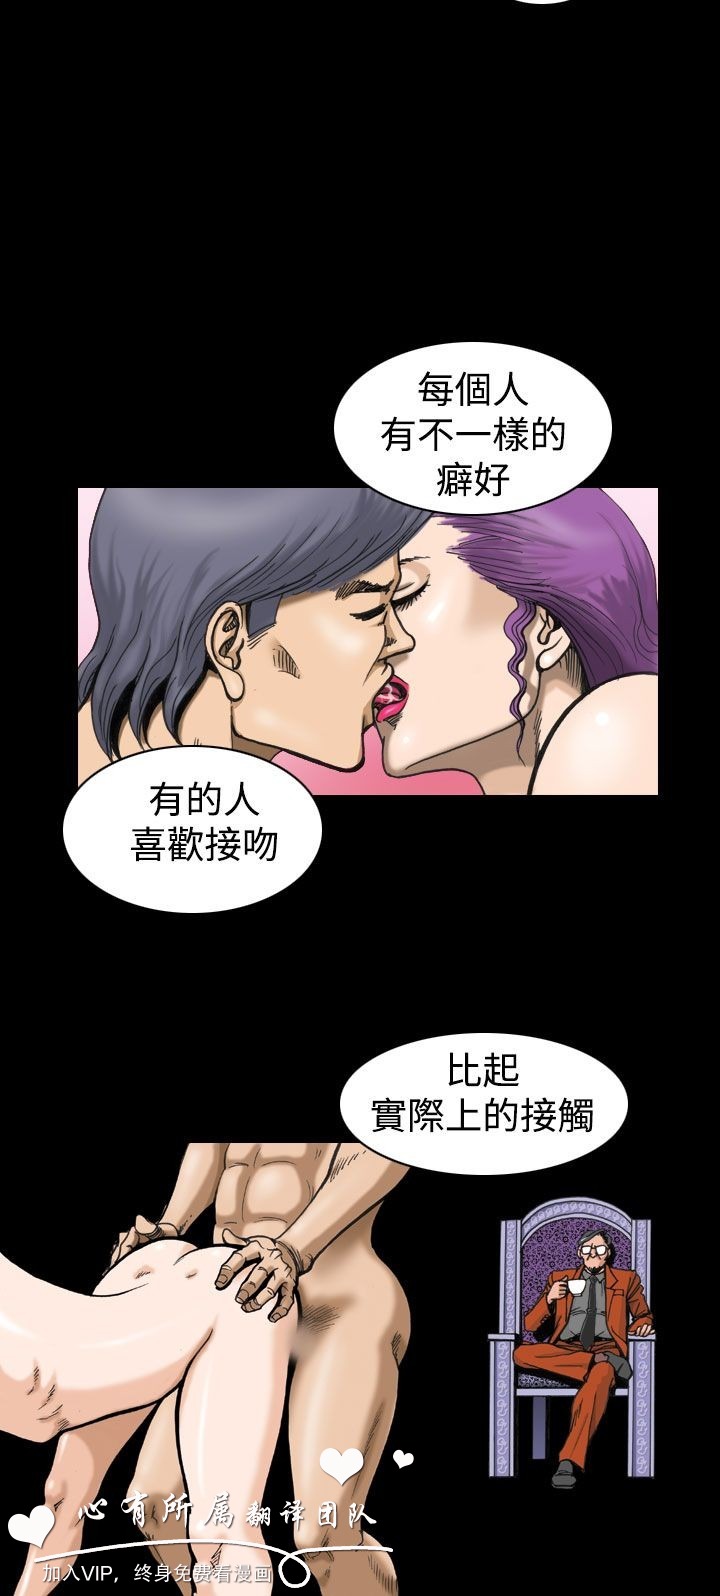 每個人
有不一樣的
癖好
有的人
喜歡接吻
比起
實際上的接觸
心有所属翻译团队
加入VIP，终身免费看漫画